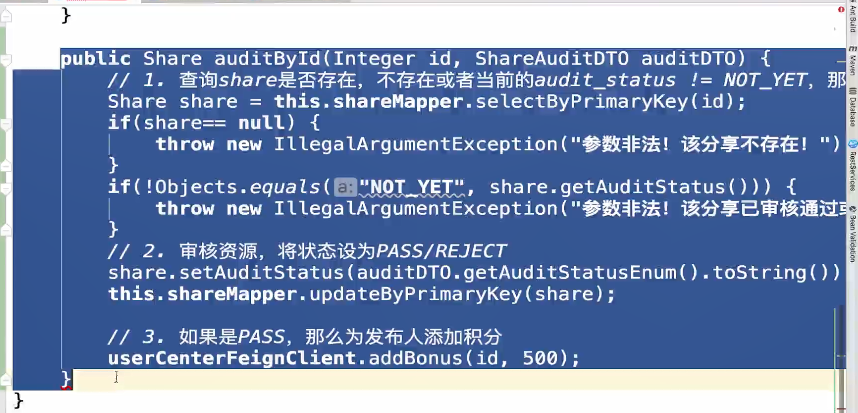 }
public Share auditById(Integer id, ShareAuditDTO auditDTO) {
// 1. 查询share是否存在，不存在或者当前的audit_status != NOT_YET，那
Share share = this.shareMapper.selectByPrimaryKey(id);
if(share== null) {
throw new IllegalArgumentException("参数非法！该分享不存在！")
}
if(!Objects.equals( a: "NOT_YET", share.getAuditStatus())) {
throw new IllegalArgumentException("参数非法！该分享已审核通过或
}
// 2. 审核资源，将状态设为PASS/REJECT
share.setAuditStatus(auditDTO.getAuditStatusEnum().toString())
this.shareMapper.updateByPrimaryKey(share);
// 3. 如果是PASS，那么为发布人添加积分
userCenterFeignClient.addBonus(id, 500);
}
}
Ant Build
Maven
Database
RestServices
Bean Validation